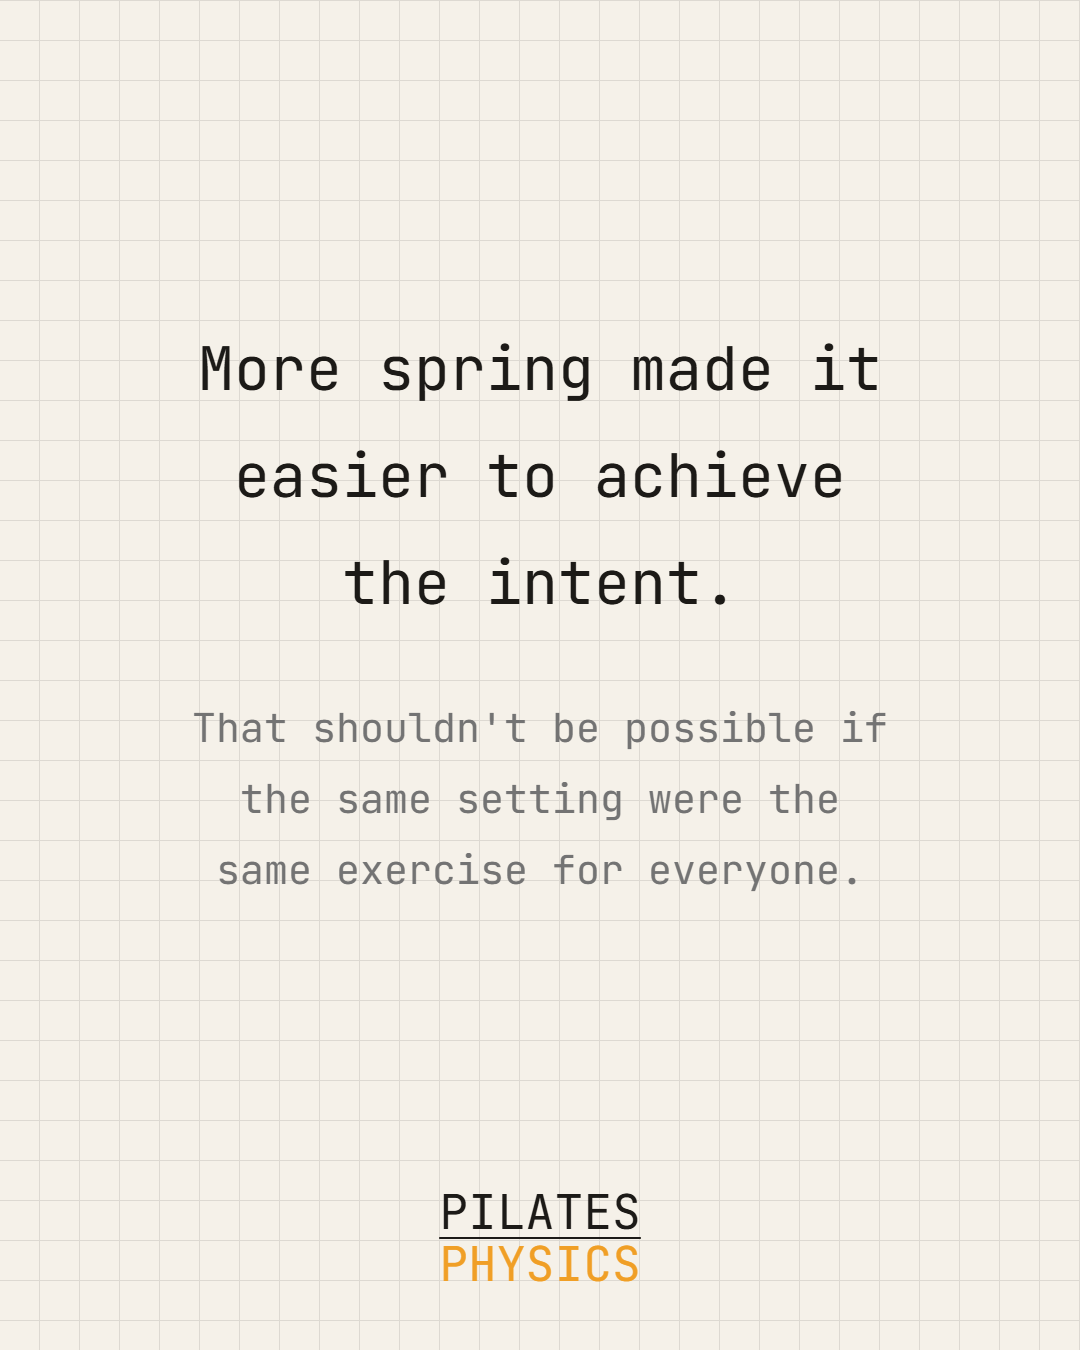 More spring made it
easier to achieve
the intent.
That shouldn't be possible if
the same setting were the
same exercise for everyone.
PILATES
PHYSICS